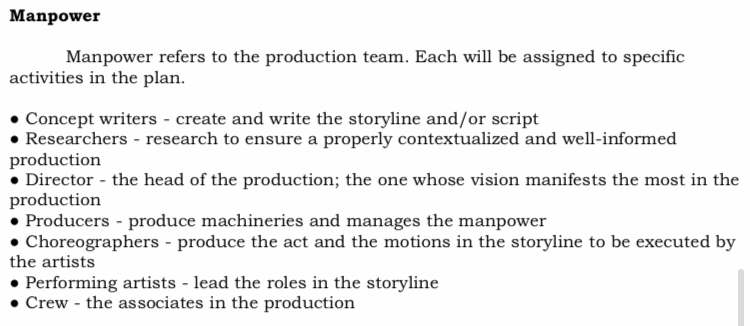 Manpower
Manpower refers to the production team. Each will be assigned to specific
activities in the plan.
● Concept writers - create and write the storyline and/or script
● Researchers - research to ensure a properly contextualized and well-informed
production
● Director - the head of the production; the one whose vision manifests the most in the
production
● Producers - produce machineries and manages the manpower
● Choreographers - produce the act and the motions in the storyline to be executed by
the artists
● Performing artists - lead the roles in the storyline
● Crew - the associates in the production